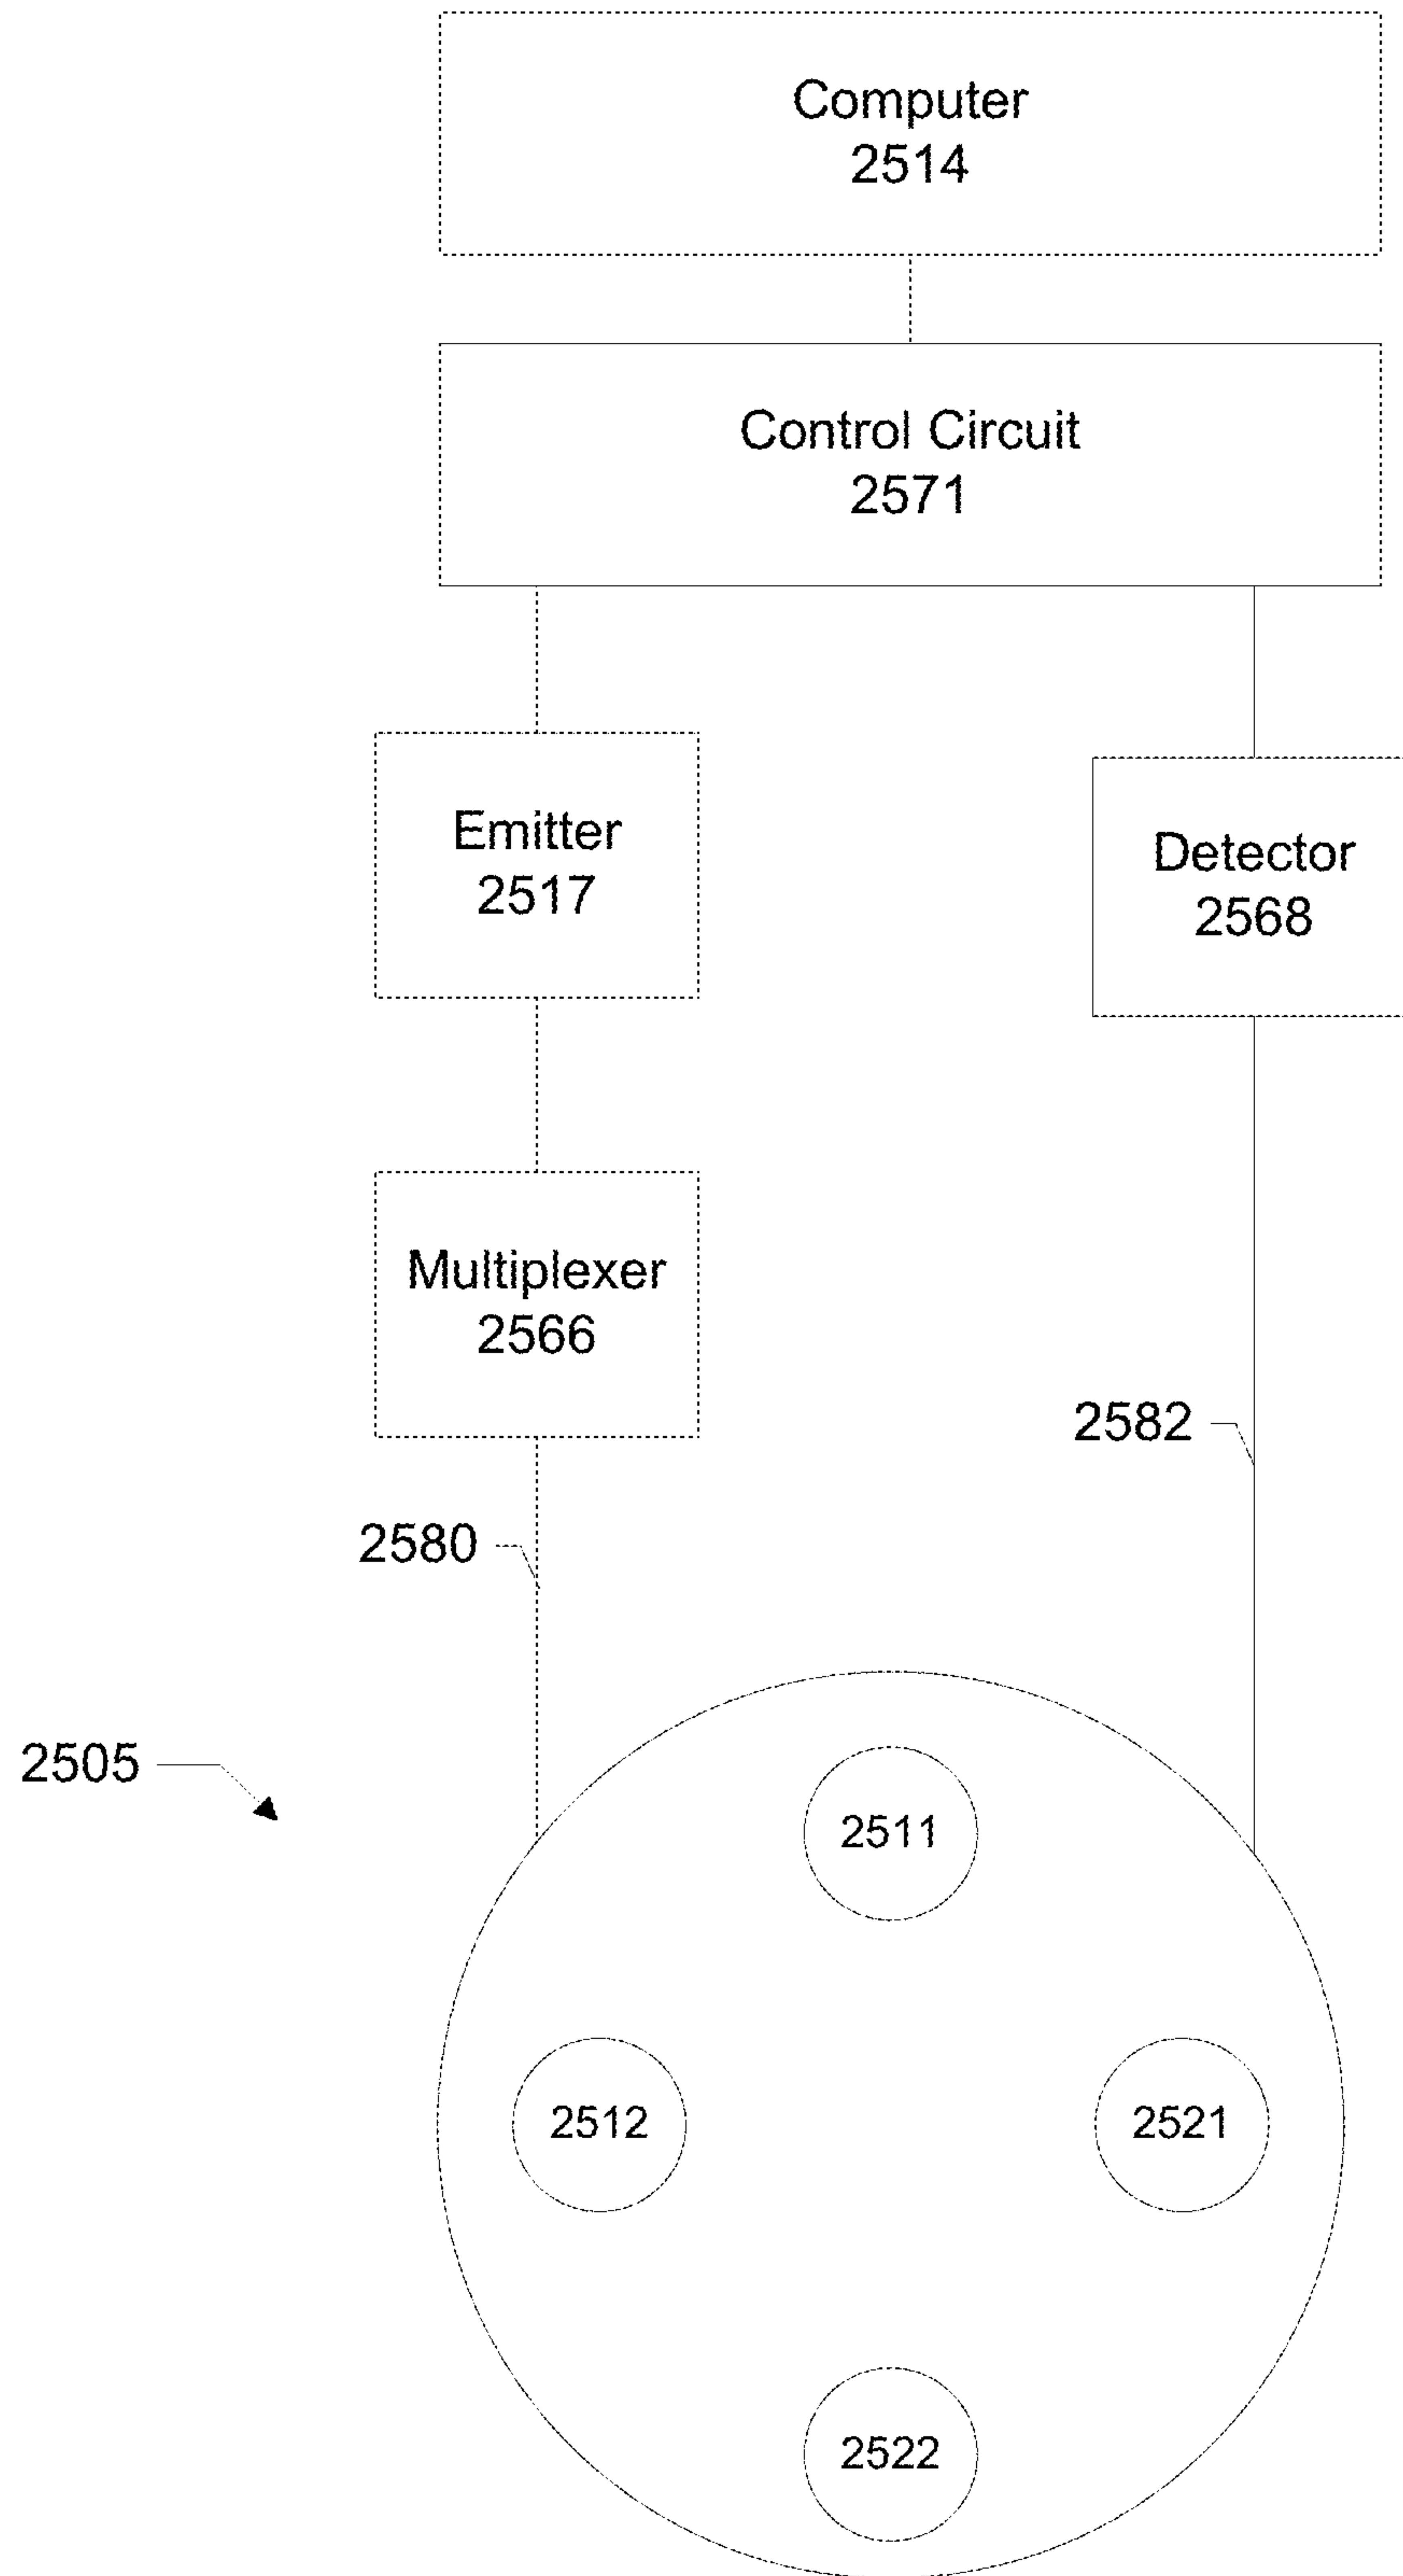 Computer
2514
Control Circuit
2571
Emitter
2517
Detector
2568
Multiplexer
2566
2582
2580
2505
2511
2512
2521
2522